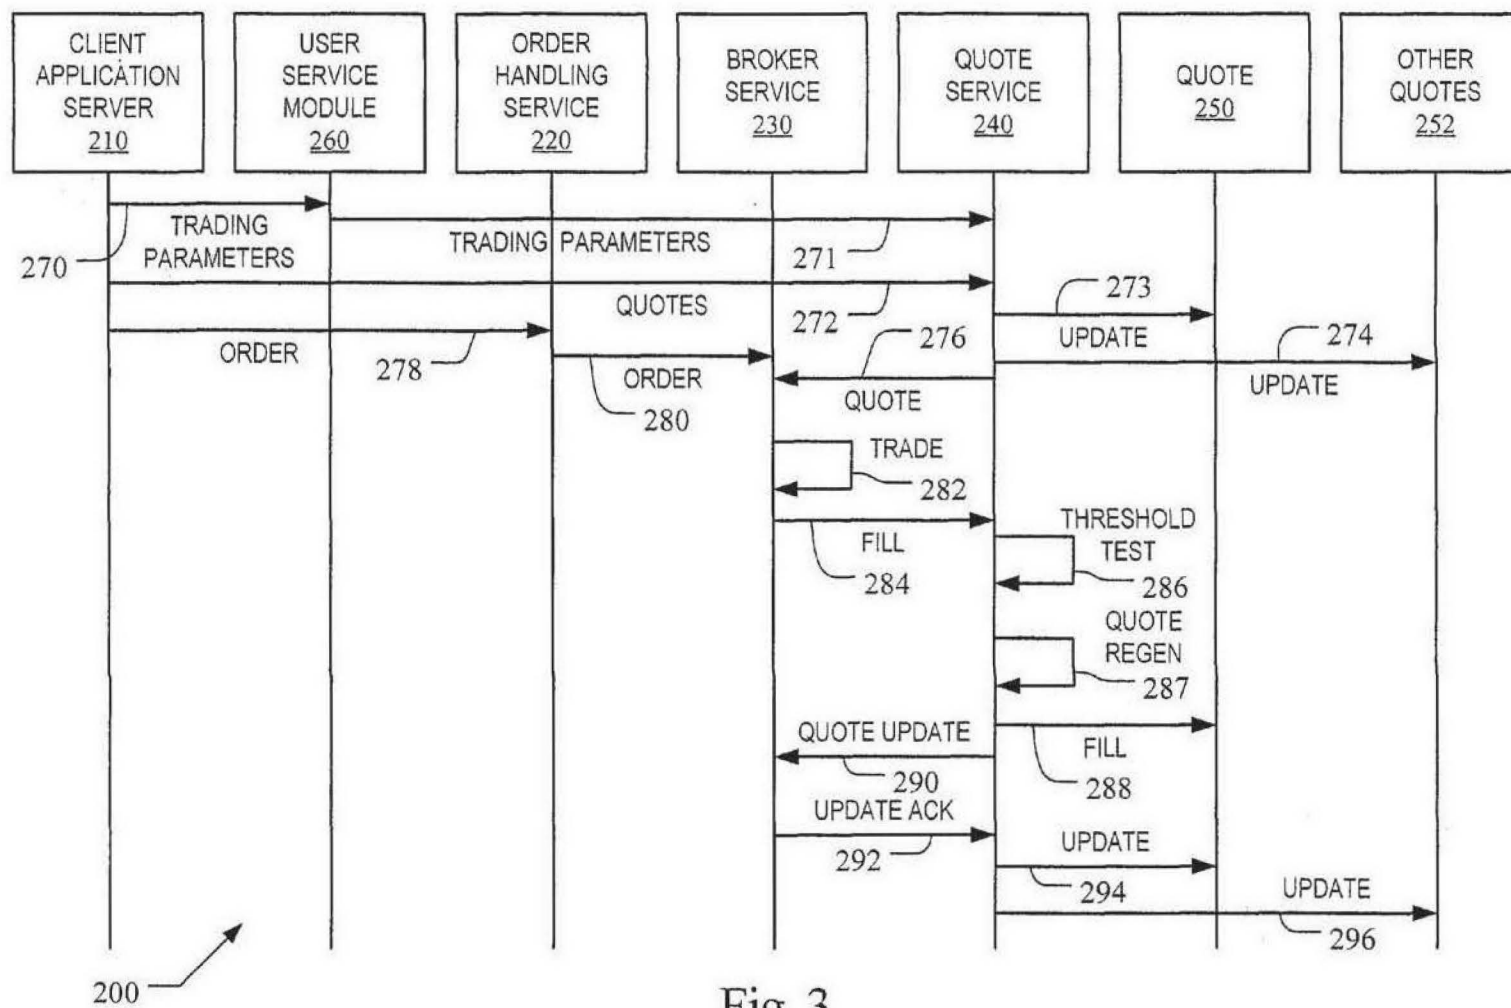 CLIENT
APPLICATION
SERVER
210
USER
SERVICE
MODULE
260
ORDER
HANDLING
SERVICE
220
BROKER
SERVICE
230
QUOTE
SERVICE
240
QUOTE
250
OTHER
QUOTES
252
TRADING
PARAMETERS
270
TRADING PARAMETERS
271
QUOTES
272
273
UPDATE
ORDER
278
276
274
UPDATE
ORDER
280
QUOTE
TRADE
282
FILL
284
THRESHOLD
TEST
286
QUOTE
REGEN
287
QUOTE UPDATE
290
FILL
288
UPDATE ACK
292
UPDATE
294
UPDATE
296
200
Fig. 3